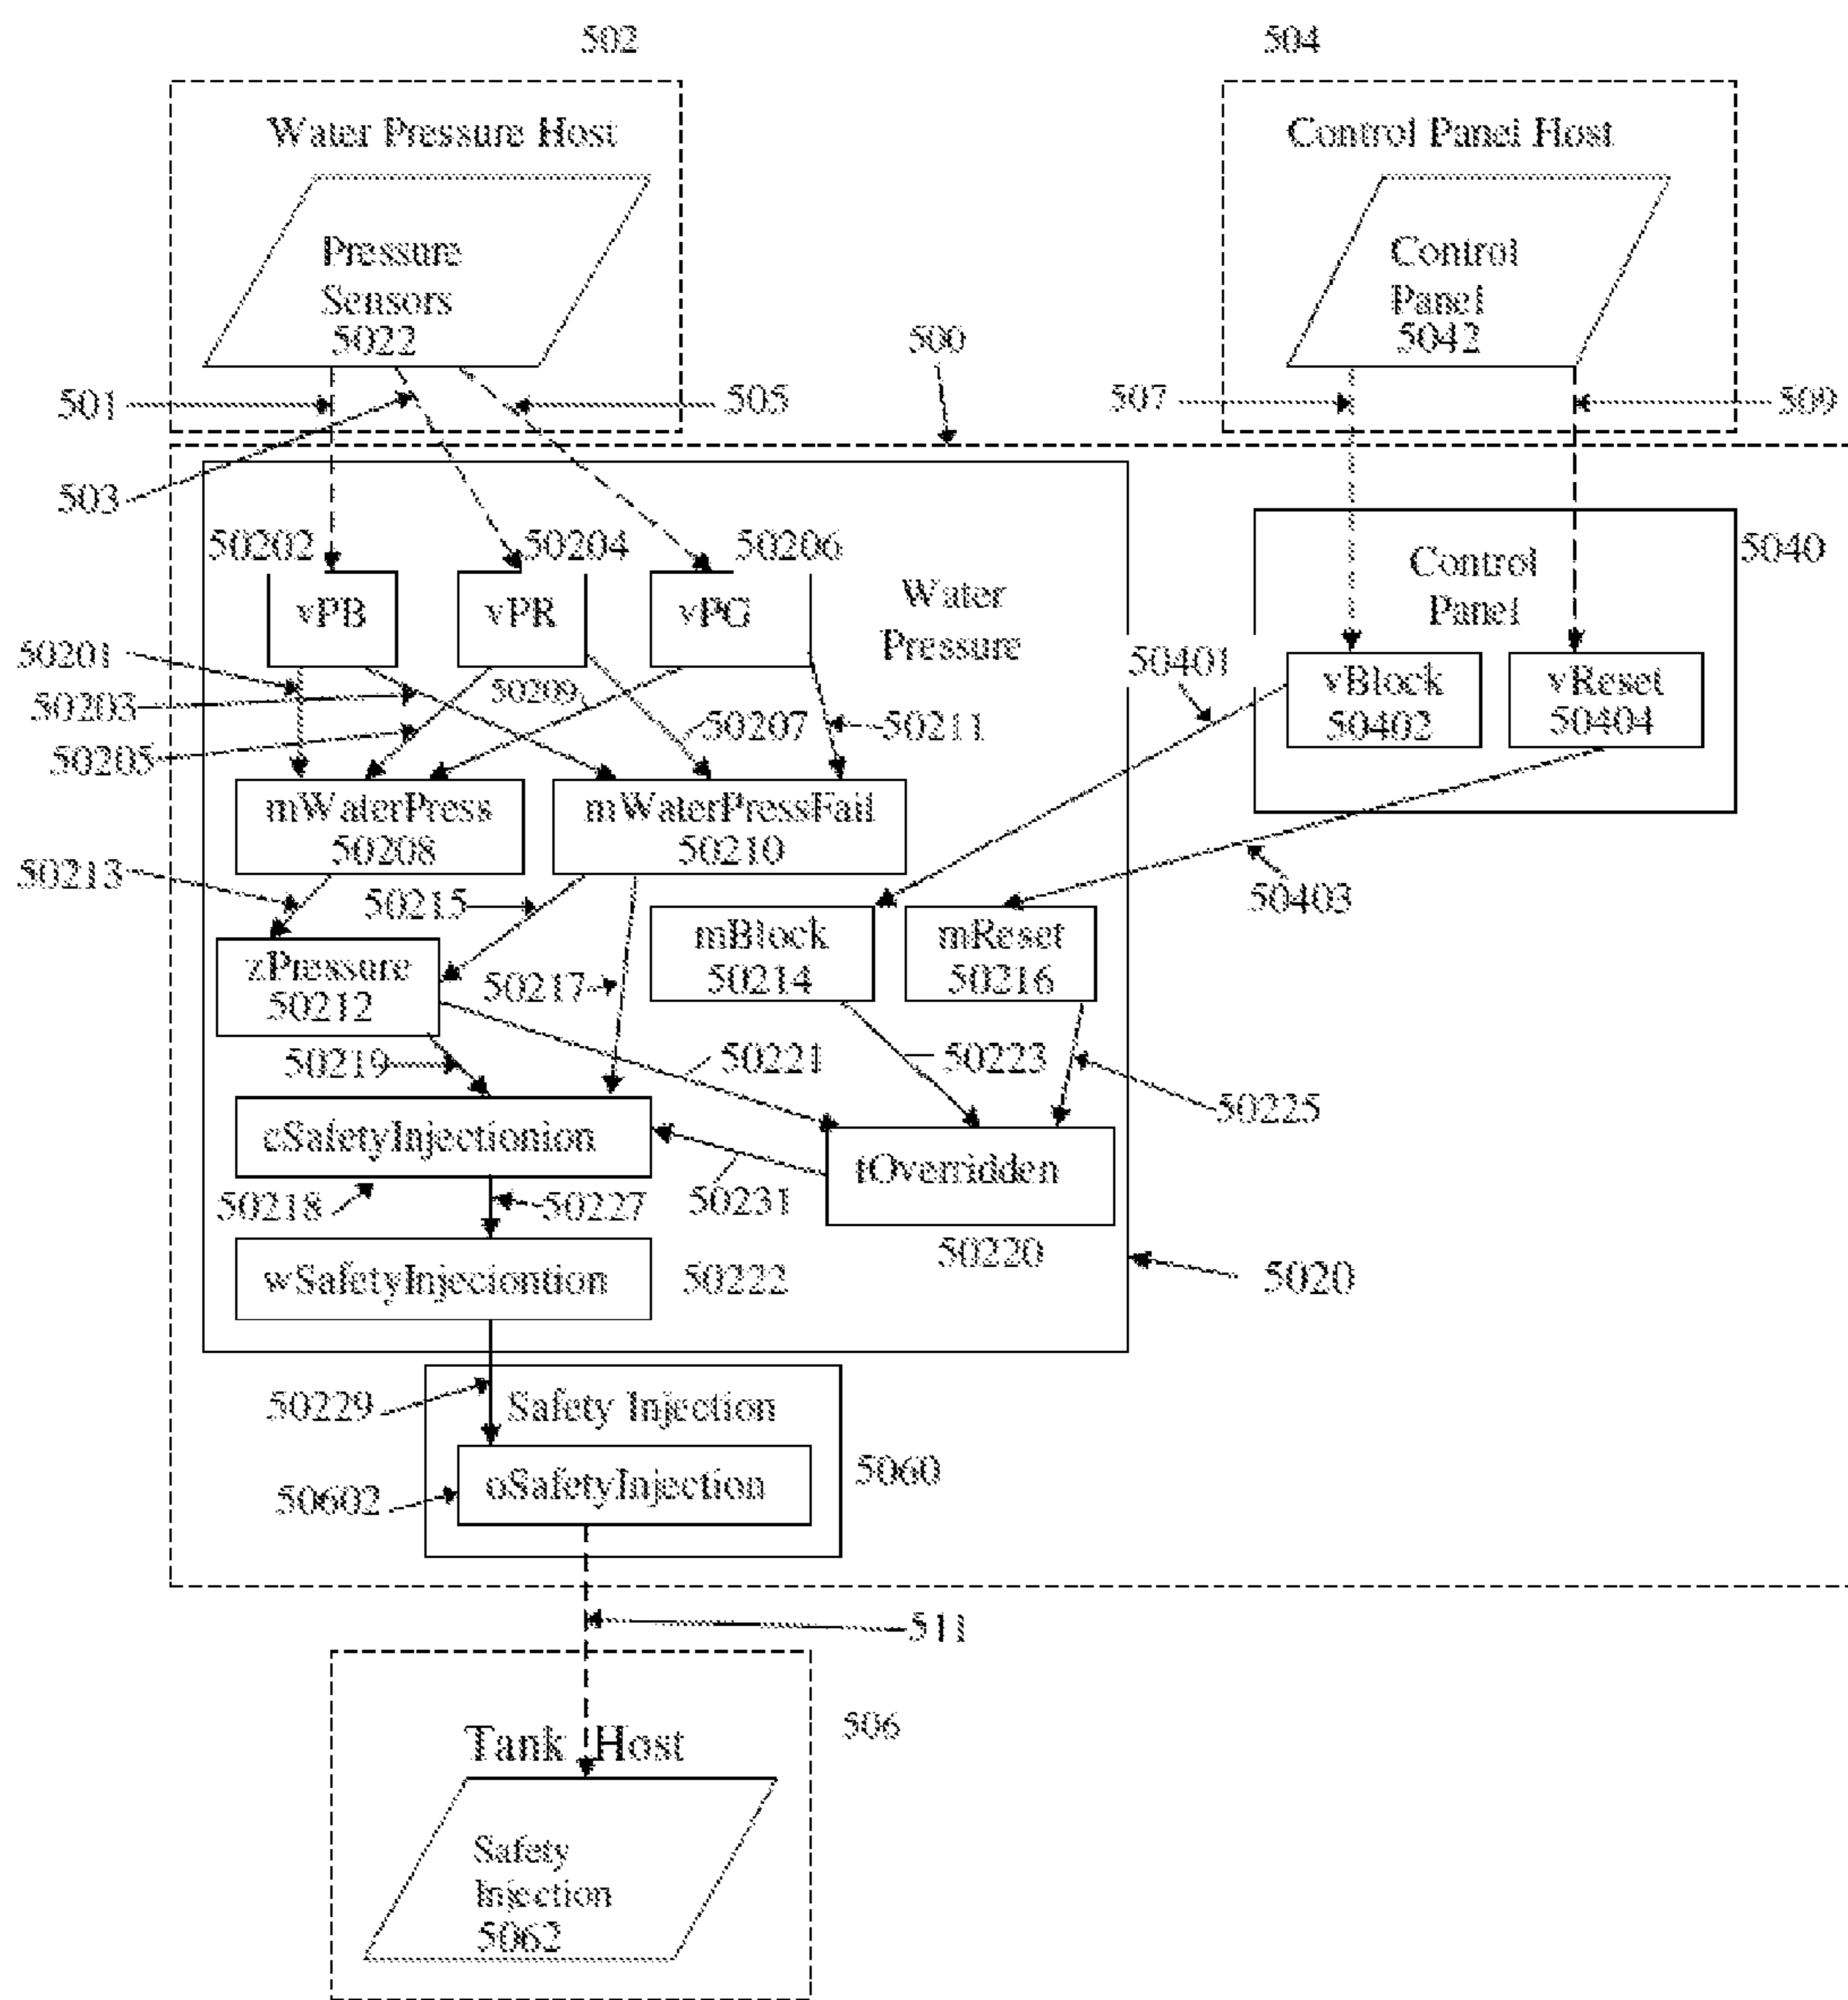 502
504
Water Pressure Host
Control Panel Host
Pressure
Sensors
5022
Control
Panel
5042
500
501
505
507
509
503
50202
50204
50206
5040
Control
Panel
vPB
vPR
vPG
Water
Pressure
50201
50401
50203
50209
vBlock
50402
vReset
50404
50207
50211
50205
mWaterPress
50208
mWaterPressFail
50210
50213
50215
50403
mBlock
50214
mReset
50216
zPressure
50212
50217
50219
50221
50223
50225
cSafetyInjectionion
tOverridden
50218
50227
50231
50220
wSafetyInjeciontion
50222
5020
50229
Safety Injection
5060
50602
oSafetyInjection
511
506
Tank Host
Safety
Injection
5062